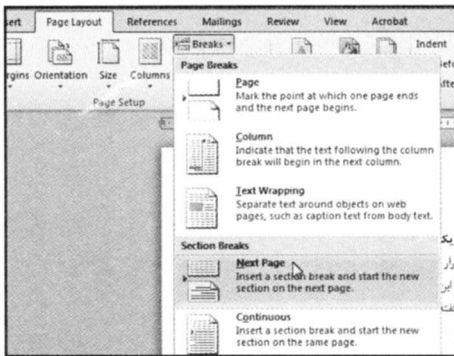 sert Page Layout References Mailings Review View Acrobat
Breaks Indent
rgins Orientation Size Columns
Page Setup
Page Breaks
Page
Mark the point at which one page ends
and the next page begins.
Column
Indicate that the text following the column
break will begin in the next column.
Text Wrapping
Separate text around objects on web
pages, such as caption text from body text.
Section Breaks
Next Page
Insert a section break and start the new
section on the next page.
Continuous
Insert a section break and start the new
section on the same page.
یک
این